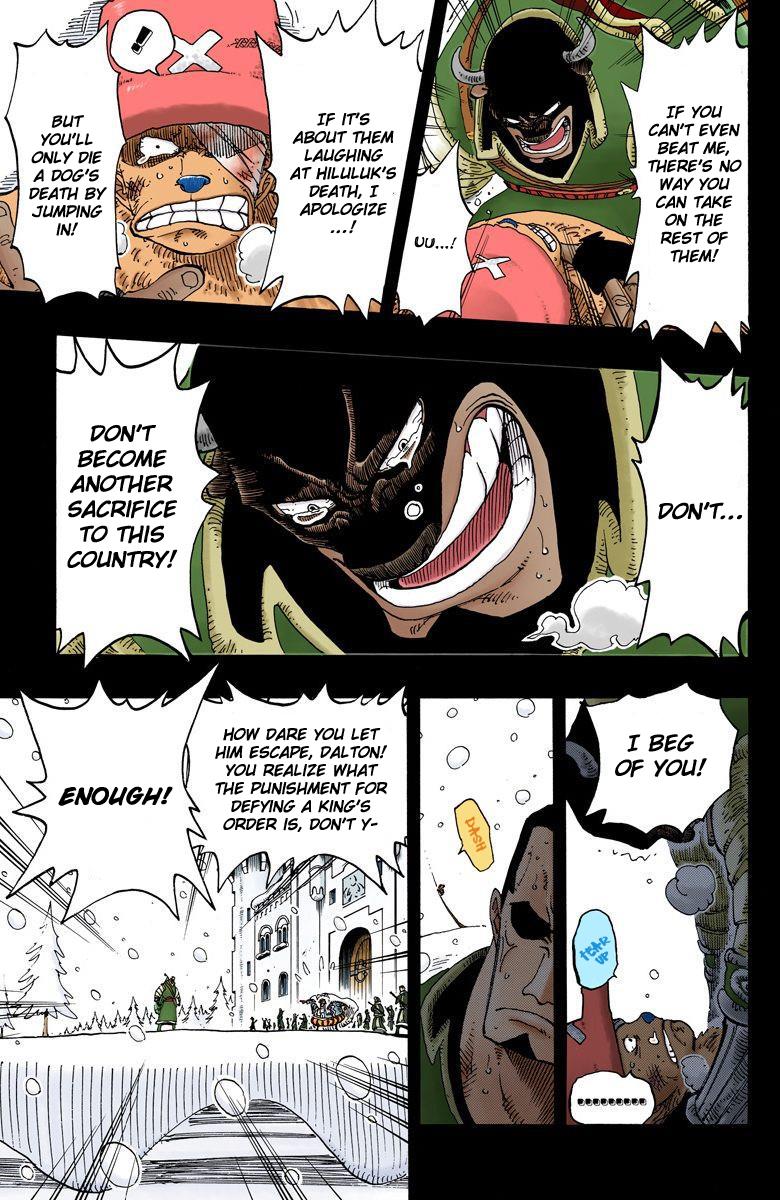 IF YOU
CAN'T EVEN
BEAT ME,
THERE'S NO
WAY YOU
CAN TAKE
ON THE
REST OF
THEM!
UU...!
IF IT'S
ABOUT THEM
LAUGHING
AT HILULUK'S
DEATH, I
APOLOGIZE
...!
!!
BUT
YOU'LL
ONLY DIE
A DOG'S
DEATH BY
JUMPING
IN!
DON'T...
DON'T
BECOME
ANOTHER
SACRIFICE
TO THIS
COUNTRY!
I BEG
OF YOU!
TEAR
UP
..........
DASH
HOW DARE YOU LET
HIM ESCAPE, DALTON!
YOU REALIZE WHAT
THE PUNISHMENT FOR
DEFYING A KING'S
ORDER IS, DON'T Y-
ENOUGH!